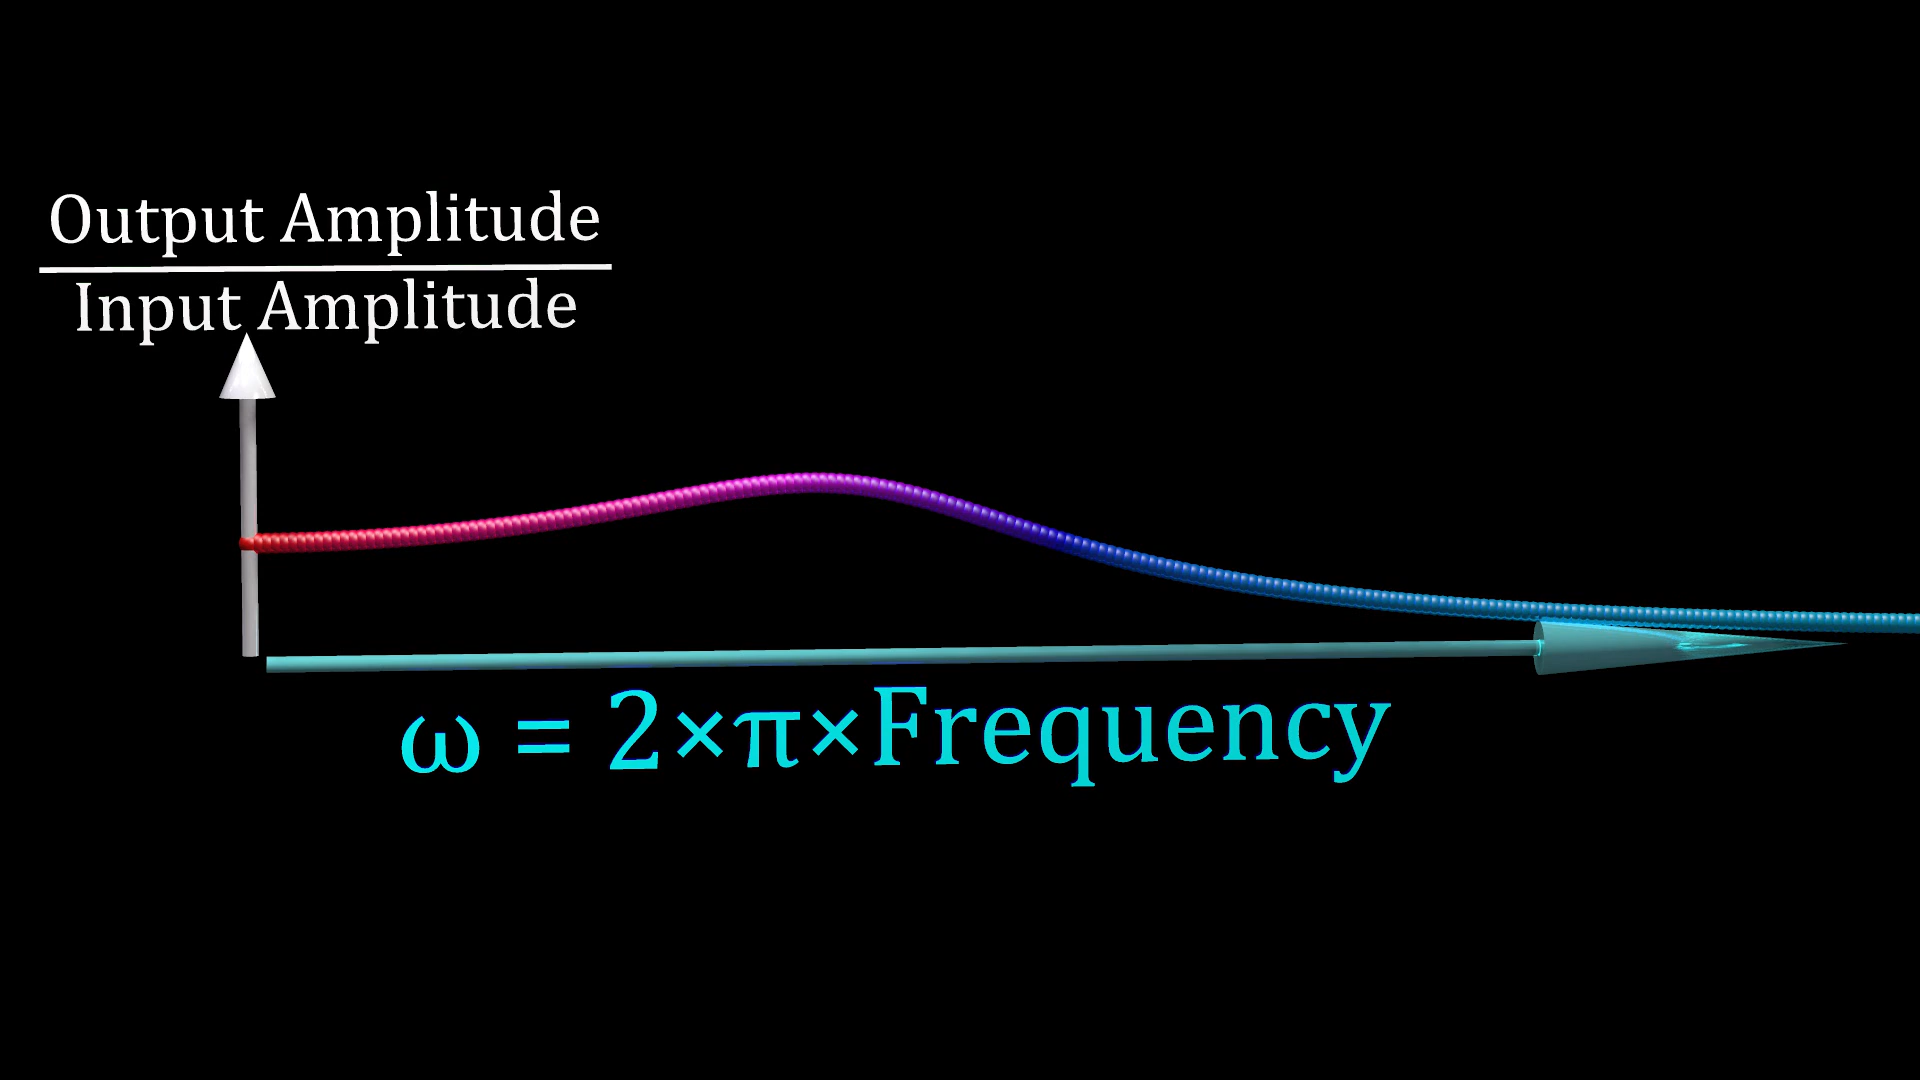 Output Amplitude
Input Amplitude
ω = 2×π×Frequency